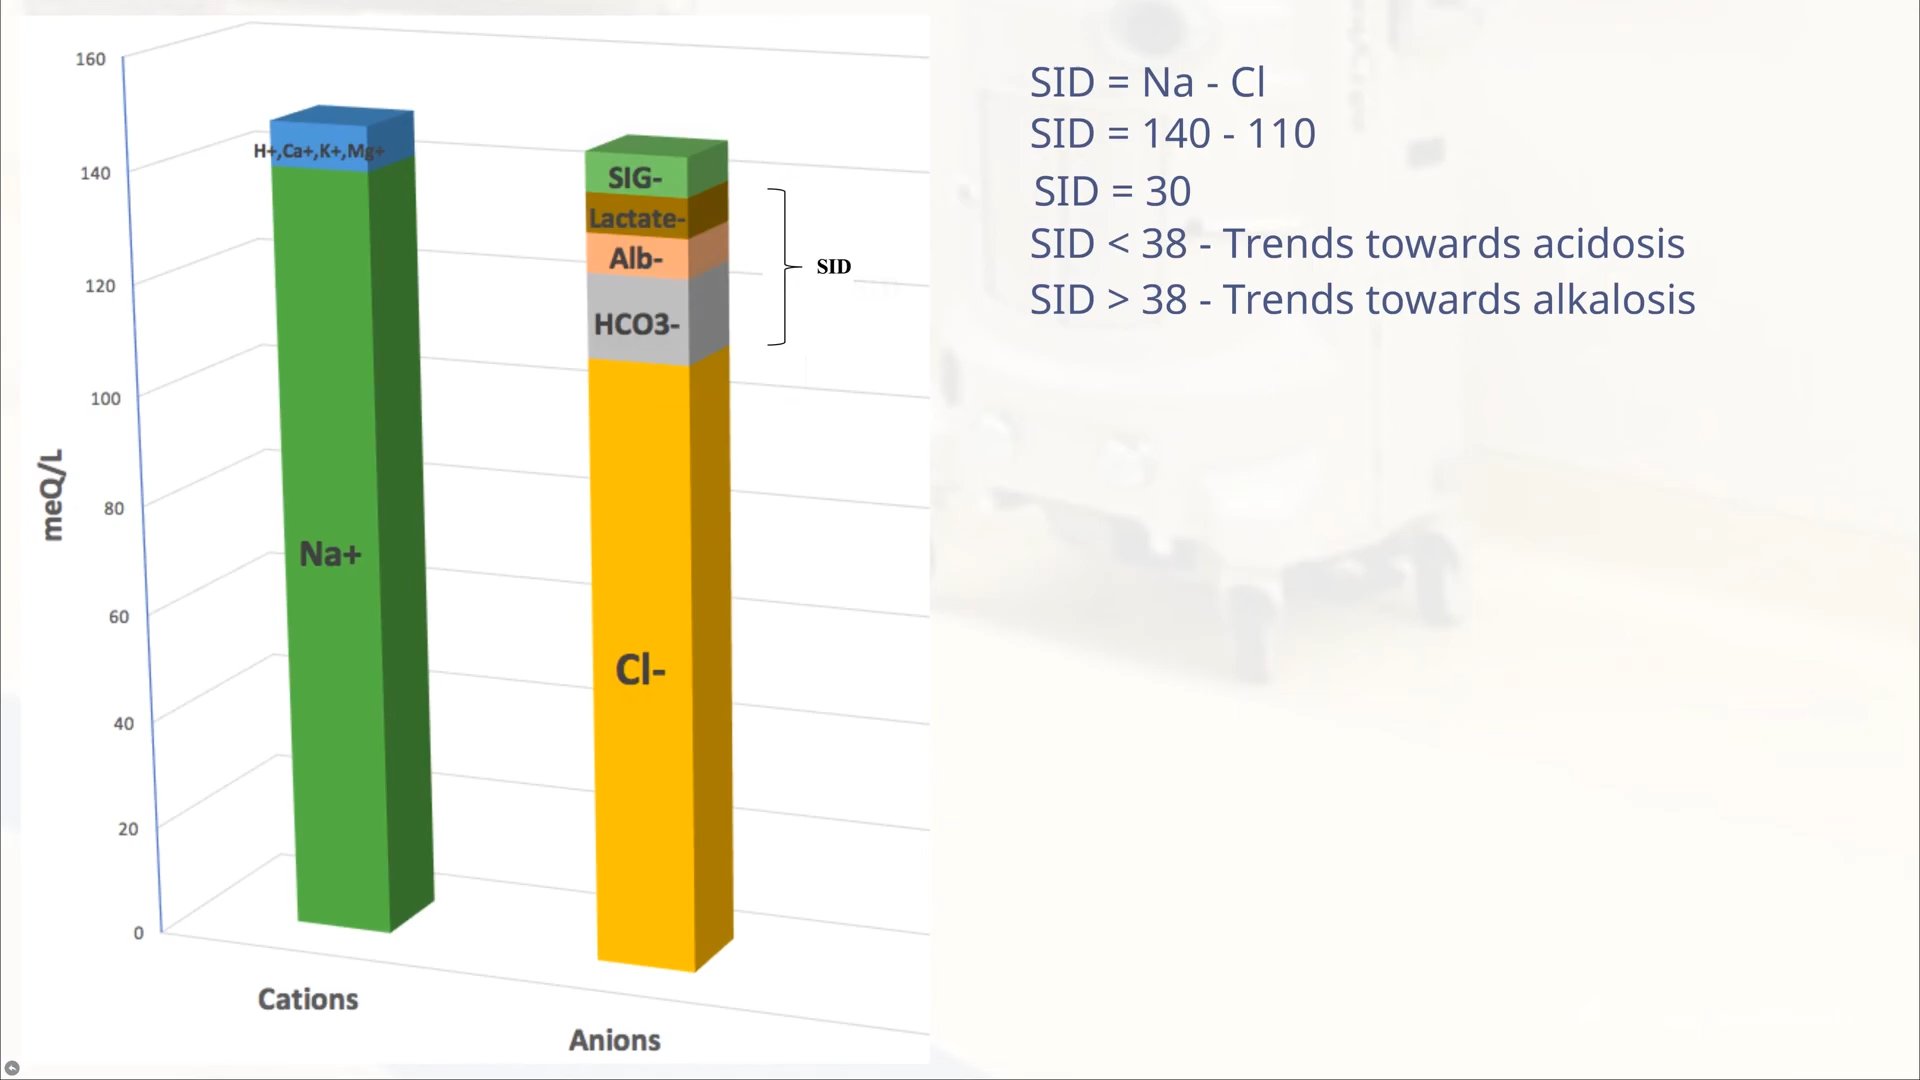 160
140
120
100
80
60
40
20
0
meQ/L
H+,Ca+,K+,Mg+
Na+
Cations
SIG-
Lactate-
Alb-
HCO3-
Cl-
Anions
SID
SID = Na - Cl
SID = 140 - 110
SID = 30
SID < 38 - Trends towards acidosis
SID > 38 - Trends towards alkalosis